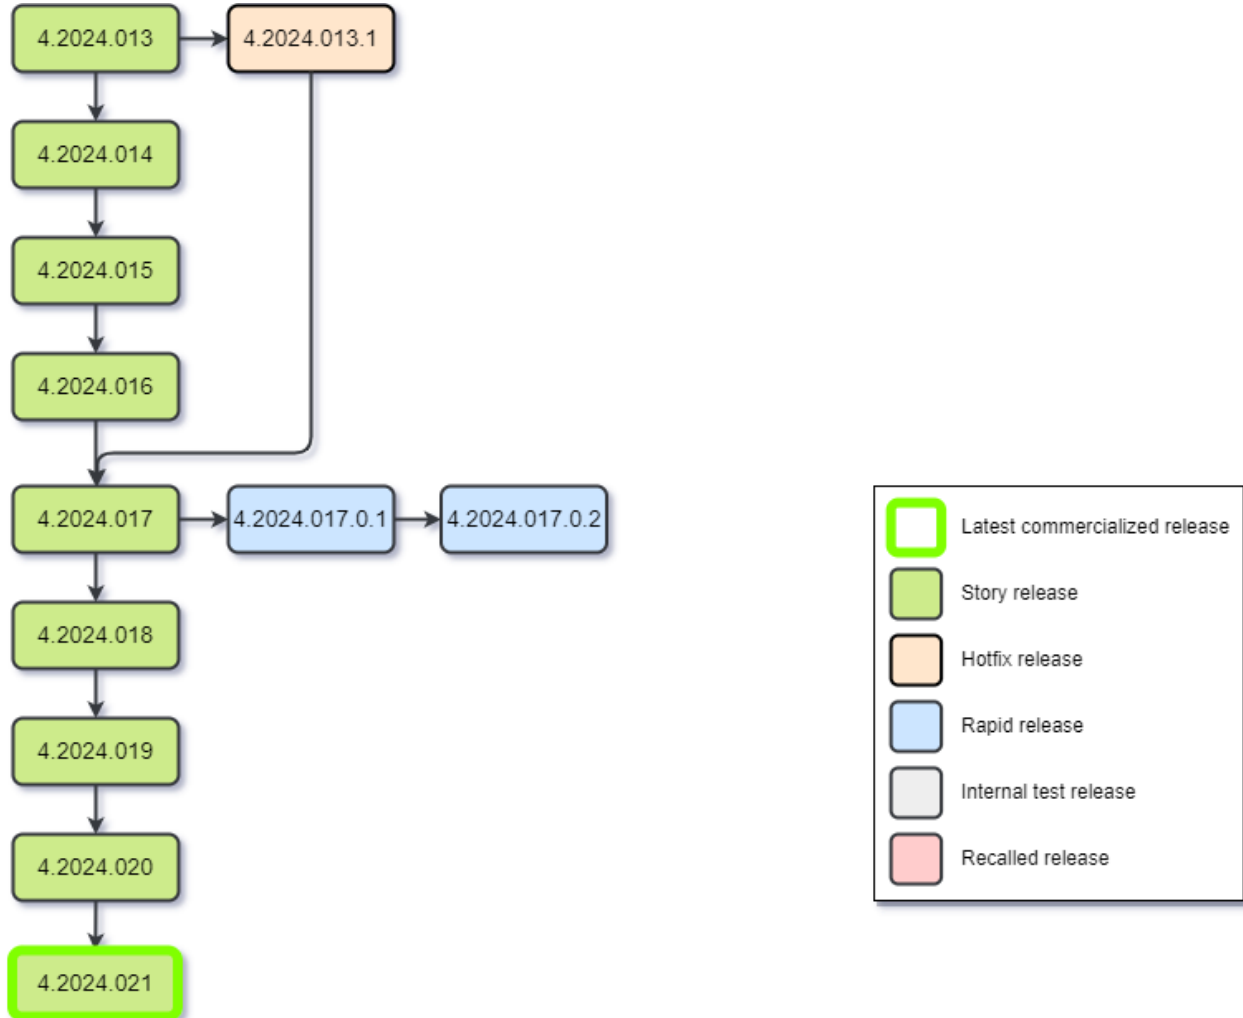 4.2024.013
4.2024.013.1
4.2024.014
4.2024.015
4.2024.016
4.2024.017
4.2024.017.0.1
4.2024.017.0.2
4.2024.018
4.2024.019
4.2024.020
4.2024.021
Latest commercialized release
Story release
Hotfix release
Rapid release
Internal test release
Recalled release